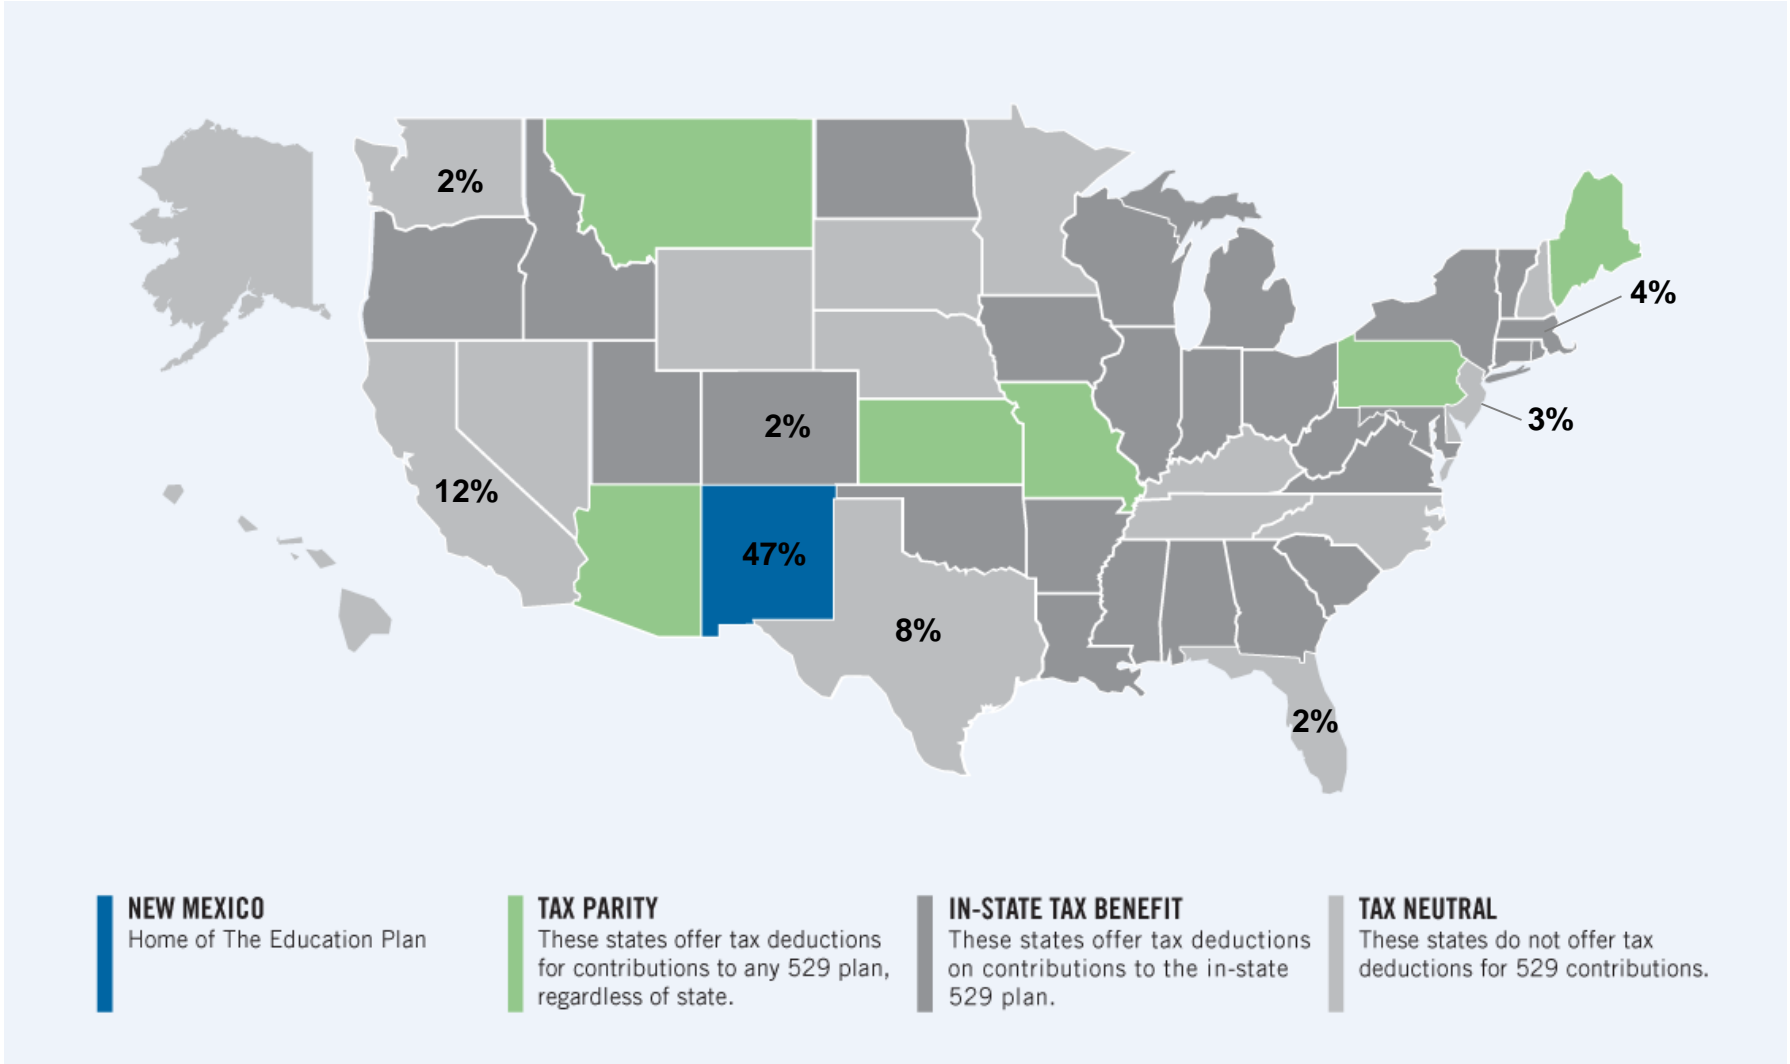 2%
4%
3%
2%
12%
47%
8%
2%
NEW MEXICO
Home of The Education Plan
TAX PARITY
These states offer tax deductions
for contributions to any 529 plan,
regardless of state.
IN-STATE TAX BENEFIT
These states offer tax deductions
on contributions to the in-state
529 plan.
TAX NEUTRAL
These states do not offer tax
deductions for 529 contributions.